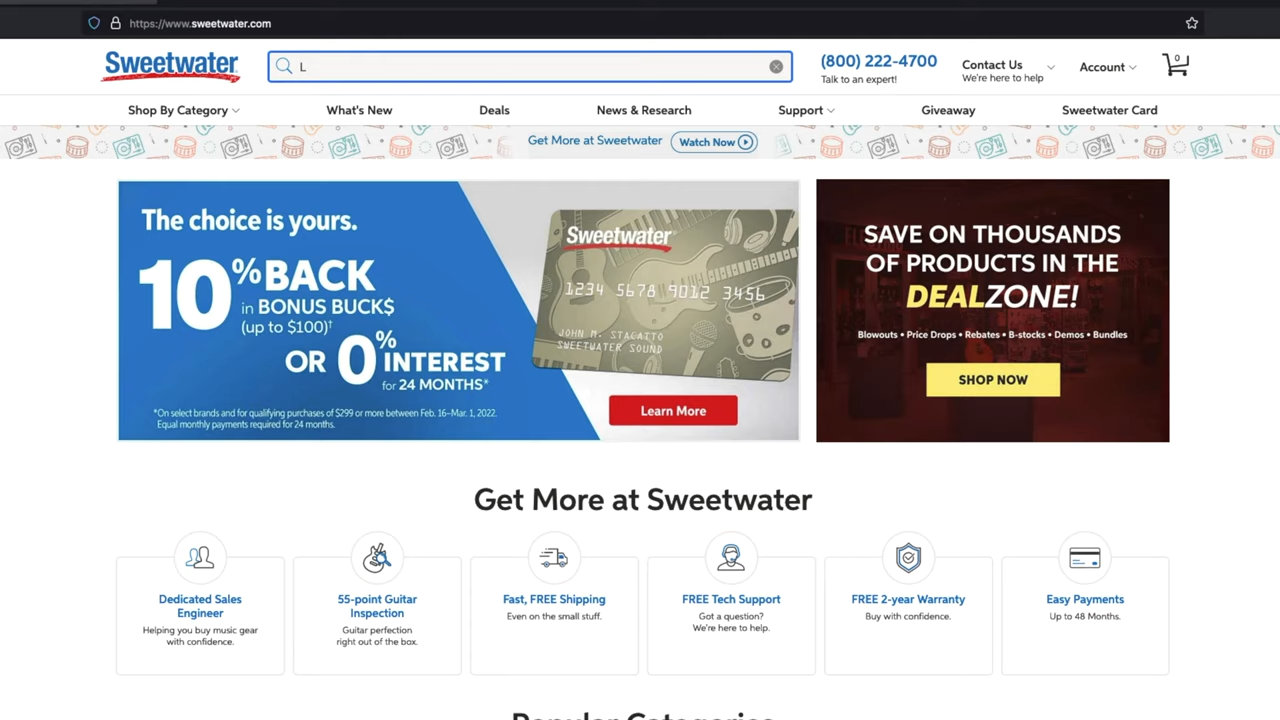 https://www.sweetwater.com
Sweetwater
L
(800) 222-4700
Talk to an expert!
Contact Us
We're here to help
Account
0
Shop By Category
What's New
Deals
News & Research
Support
Giveaway
Sweetwater Card
Get More at Sweetwater
Watch Now
The choice is yours.
10% BACK
in BONUS BUCK$
(up to $100)†
OR 0% INTEREST
for 24 MONTHS*
*On select brands and for qualifying purchases of $299 or more between Feb. 16–Mar. 1, 2022.
Equal monthly payments required for 24 months.
Sweetwater
1234 5678 9012 3456
JOHN M. STACATTO
SWEETWATER SOUND
Learn More
SAVE ON THOUSANDS
OF PRODUCTS IN THE
DEALZONE!
Blowouts • Price Drops • Rebates • B-stocks • Demos • Bundles
SHOP NOW
Get More at Sweetwater
Dedicated Sales
Engineer
Helping you buy music gear
with confidence.
55-point Guitar
Inspection
Guitar perfection
right out of the box.
Fast, FREE Shipping
Even on the small stuff.
FREE Tech Support
Got a question?
We're here to help.
FREE 2-year Warranty
Buy with confidence.
Easy Payments
Up to 48 Months.
Popular Categories